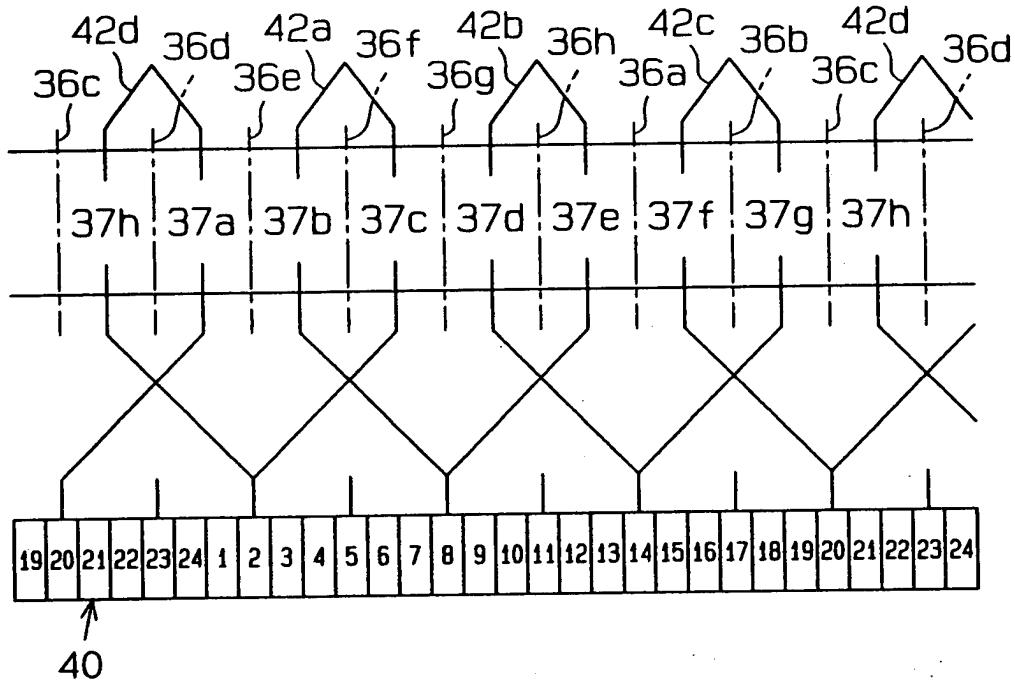 42d 36d 42a 36f 42b 36h 42c 36b 42d 36d
36c 36e 36g 36a 36c
37h 37a 37b 37c 37d 37e 37f 37g 37h
19 20 21 22 23 24 1 2 3 4 5 6 7 8 9 10 11 12 13 14 15 16 17 18 19 20 21 22 23 24
40